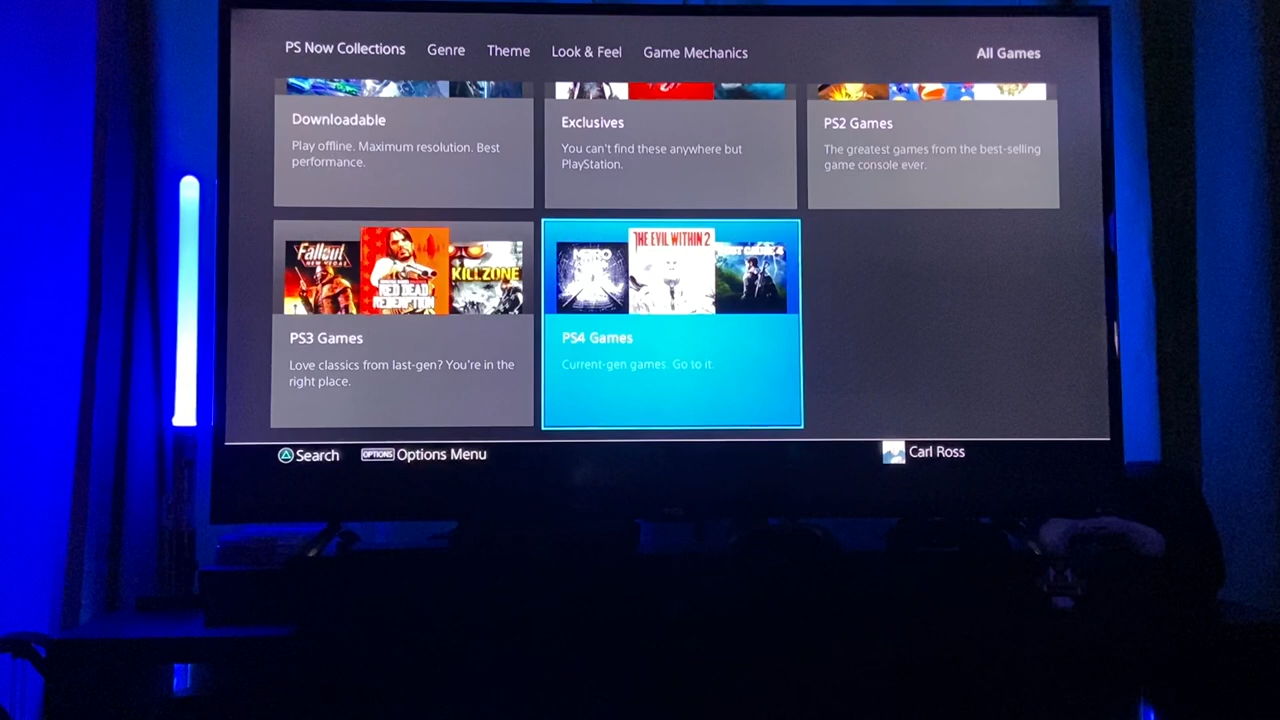 PS Now Collections Genre Theme Look & Feel Game Mechanics All Games
Downloadable
Play offline. Maximum resolution. Best
performance.
Exclusives
You can't find these anywhere but
PlayStation.
PS2 Games
The greatest games from the best-selling
game console ever.
Fallout
NEW VEGAS
RED DEAD
REDEMPTION
KILLZONE
PS3 Games
Love classics from last-gen? You're in the
right place.
METRO
THE EVIL WITHIN 2
JUST CAUSE 4
PS4 Games
Current-gen games. Go to it.
Search OPTIONS Options Menu Carl Ross